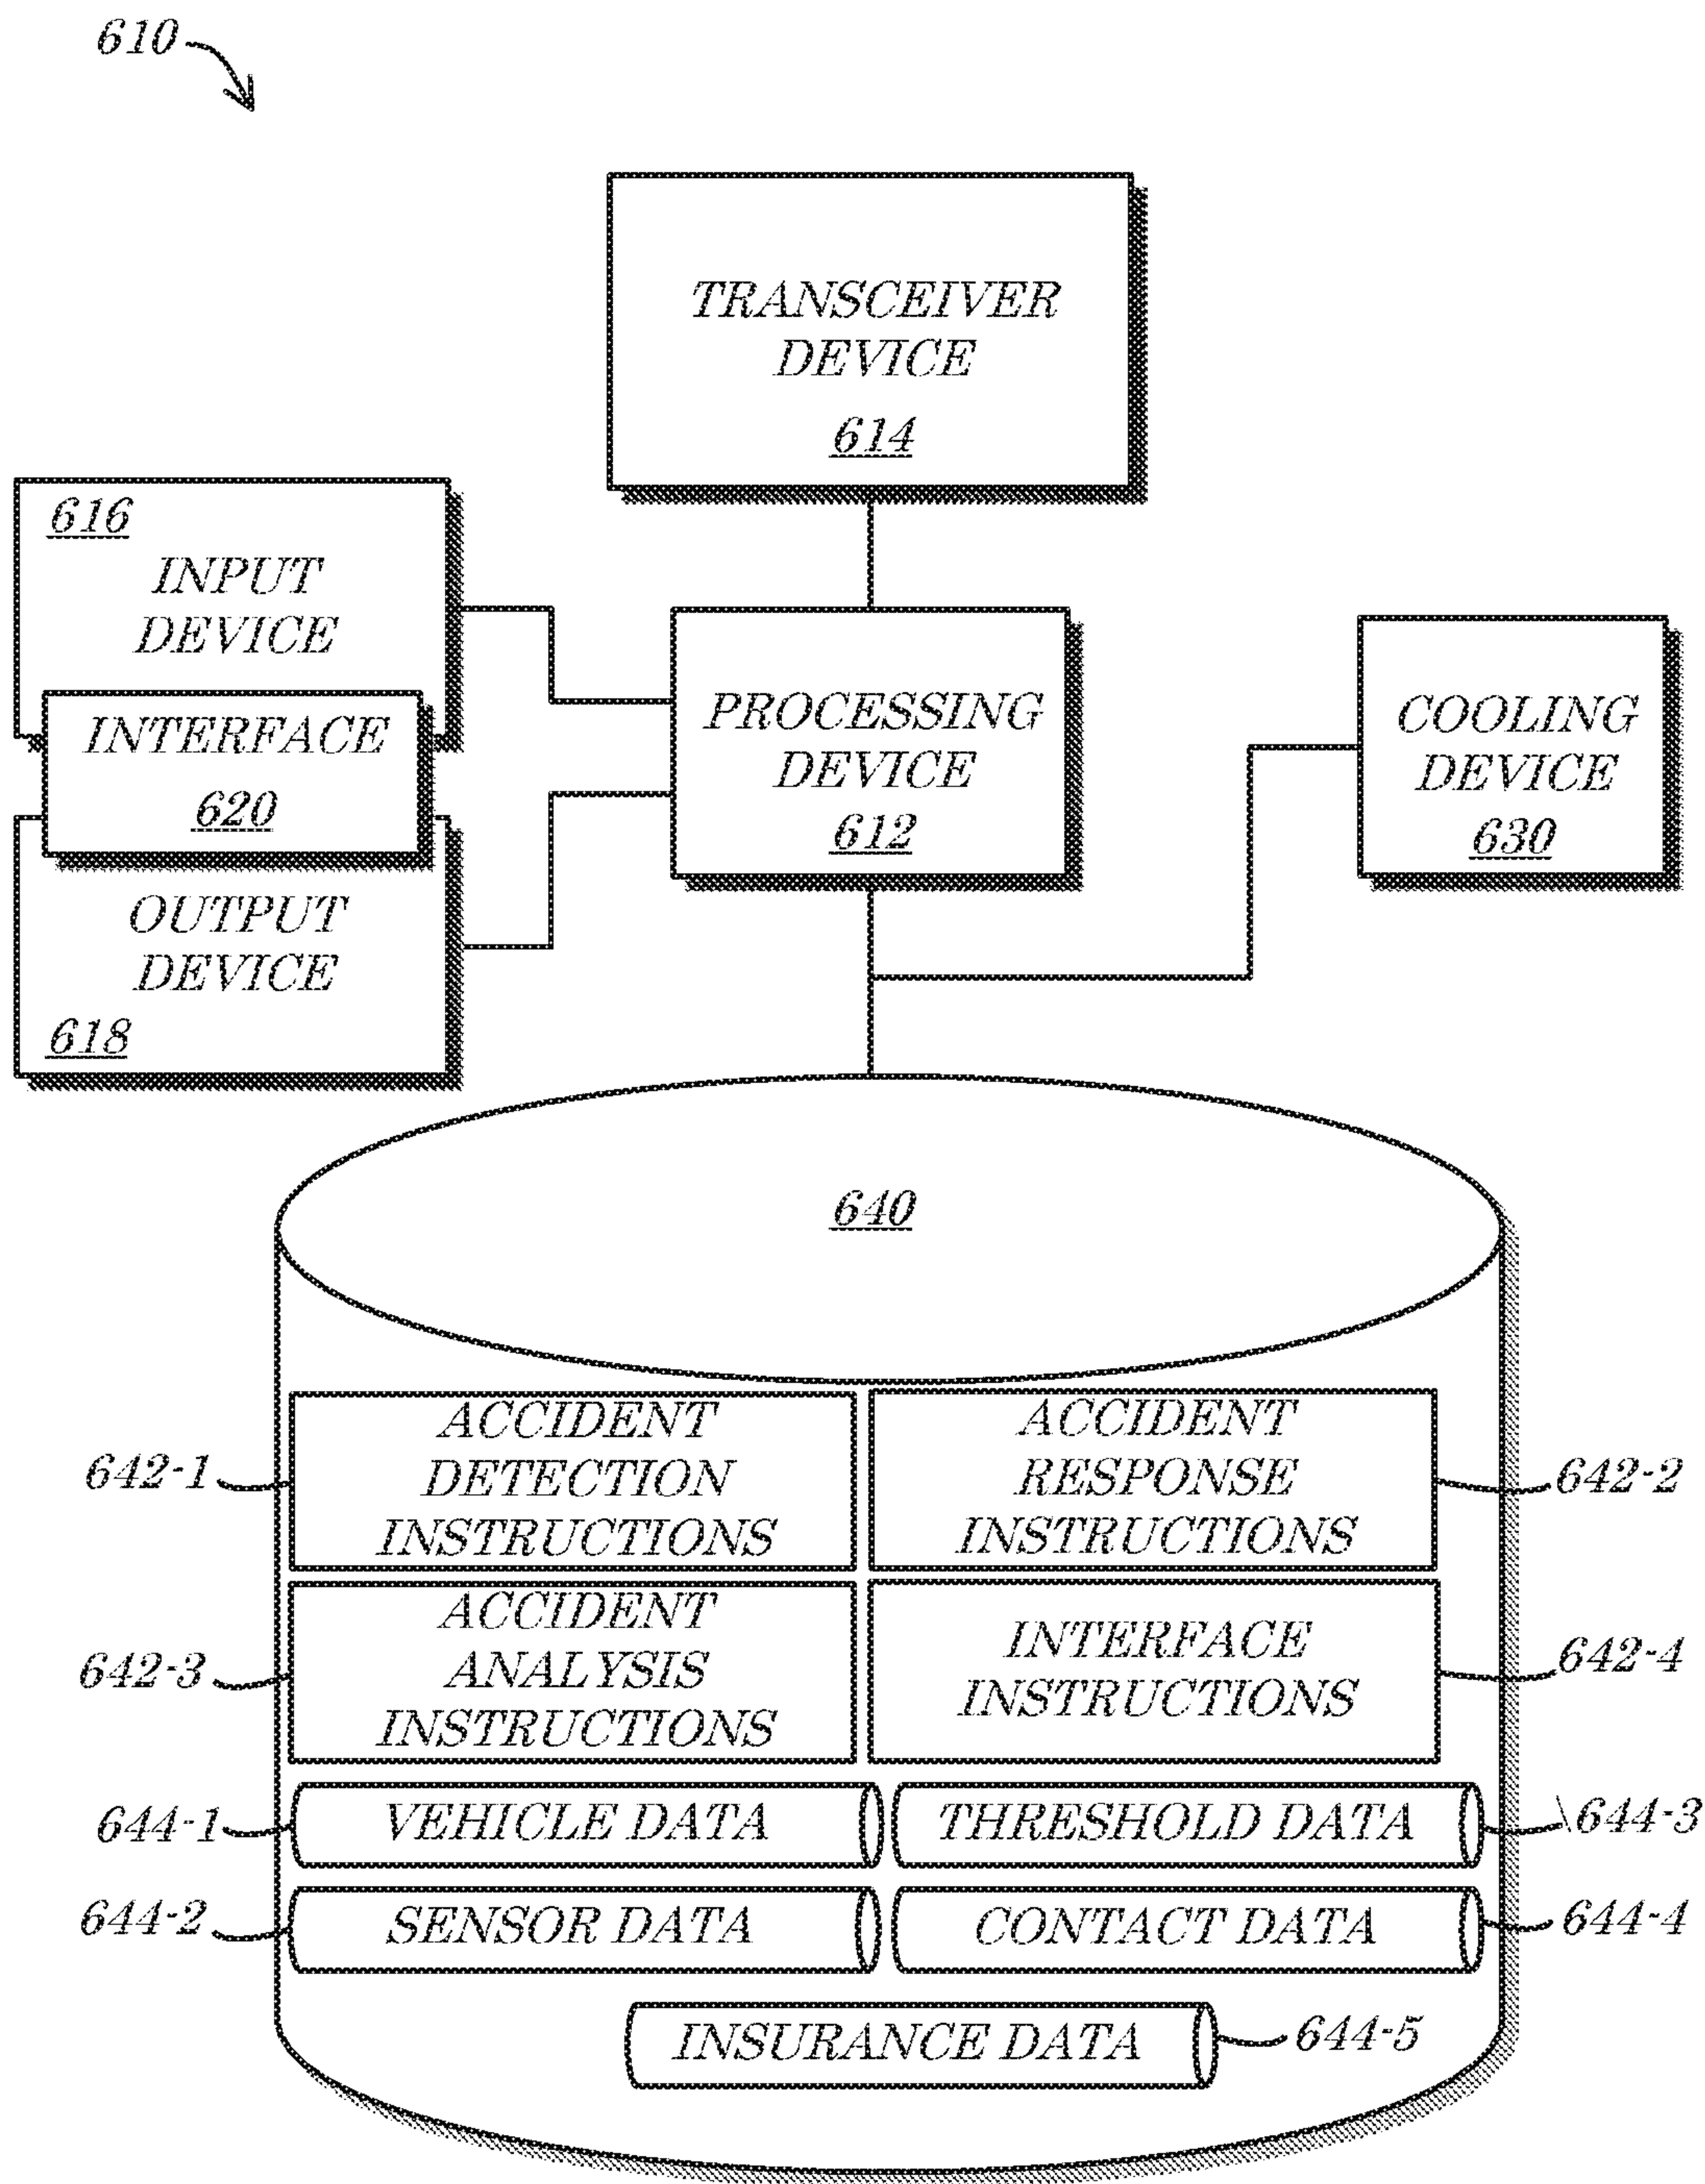 610
TRANSCEIVER
DEVICE
614
616
INPUT
DEVICE
INTERFACE
620
OUTPUT
DEVICE
618
PROCESSING
DEVICE
612
COOLING
DEVICE
630
640
642-1
ACCIDENT
DETECTION
INSTRUCTIONS
ACCIDENT
RESPONSE
INSTRUCTIONS
642-2
642-3
ACCIDENT
ANALYSIS
INSTRUCTIONS
INTERFACE
INSTRUCTIONS
642-4
644-1
VEHICLE DATA
THRESHOLD DATA
644-3
644-2
SENSOR DATA
CONTACT DATA
644-4
INSURANCE DATA
644-5